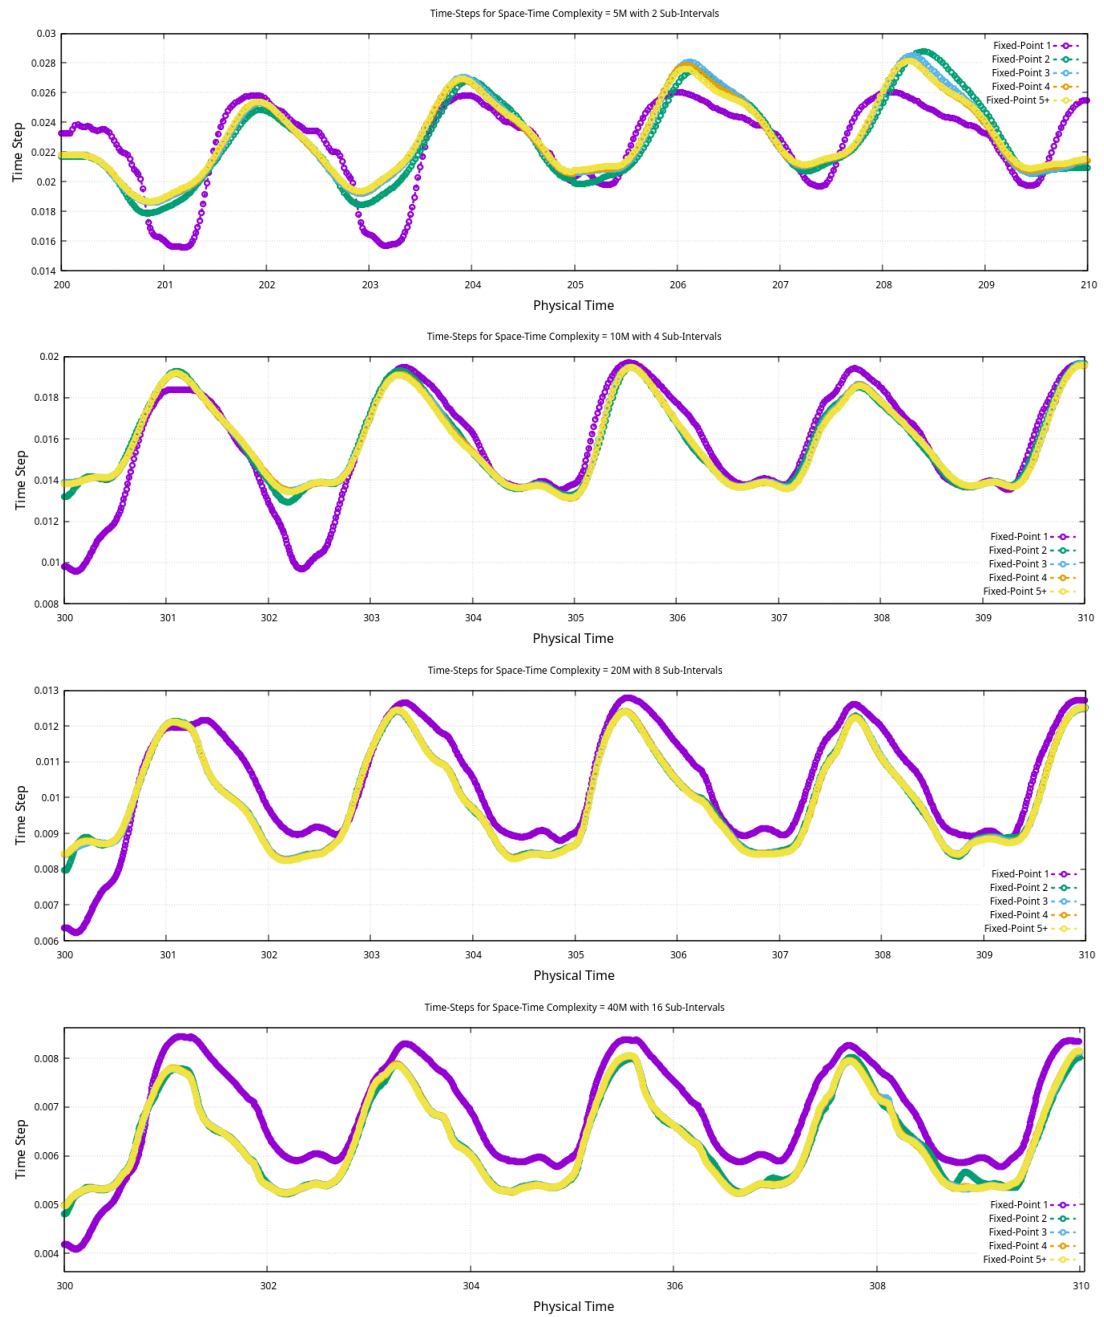 Time-Steps for Space-Time Complexity = 5M with 2 Sub-Intervals
0.03
0.028
0.026
0.024
0.022
0.02
0.018
0.016
0.014
Time Step
Fixed-Point 1
Fixed-Point 2
Fixed-Point 3
Fixed-Point 4
Fixed-Point 5+
200 201 202 203 204 205 206 207 208 209 210
Physical Time
Time-Steps for Space-Time Complexity = 10M with 4 Sub-Intervals
0.02
0.018
0.016
0.014
0.012
0.01
0.008
Time Step
Fixed-Point 1
Fixed-Point 2
Fixed-Point 3
Fixed-Point 4
Fixed-Point 5+
300 301 302 303 304 305 306 307 308 309 310
Physical Time
Time-Steps for Space-Time Complexity = 20M with 8 Sub-Intervals
0.013
0.012
0.011
0.01
0.009
0.008
0.007
0.006
Time Step
Fixed-Point 1
Fixed-Point 2
Fixed-Point 3
Fixed-Point 4
Fixed-Point 5+
300 301 302 303 304 305 306 307 308 309 310
Physical Time
Time-Steps for Space-Time Complexity = 40M with 16 Sub-Intervals
0.008
0.007
0.006
0.005
0.004
Time Step
Fixed-Point 1
Fixed-Point 2
Fixed-Point 3
Fixed-Point 4
Fixed-Point 5+
300 302 304 306 308 310
Physical Time